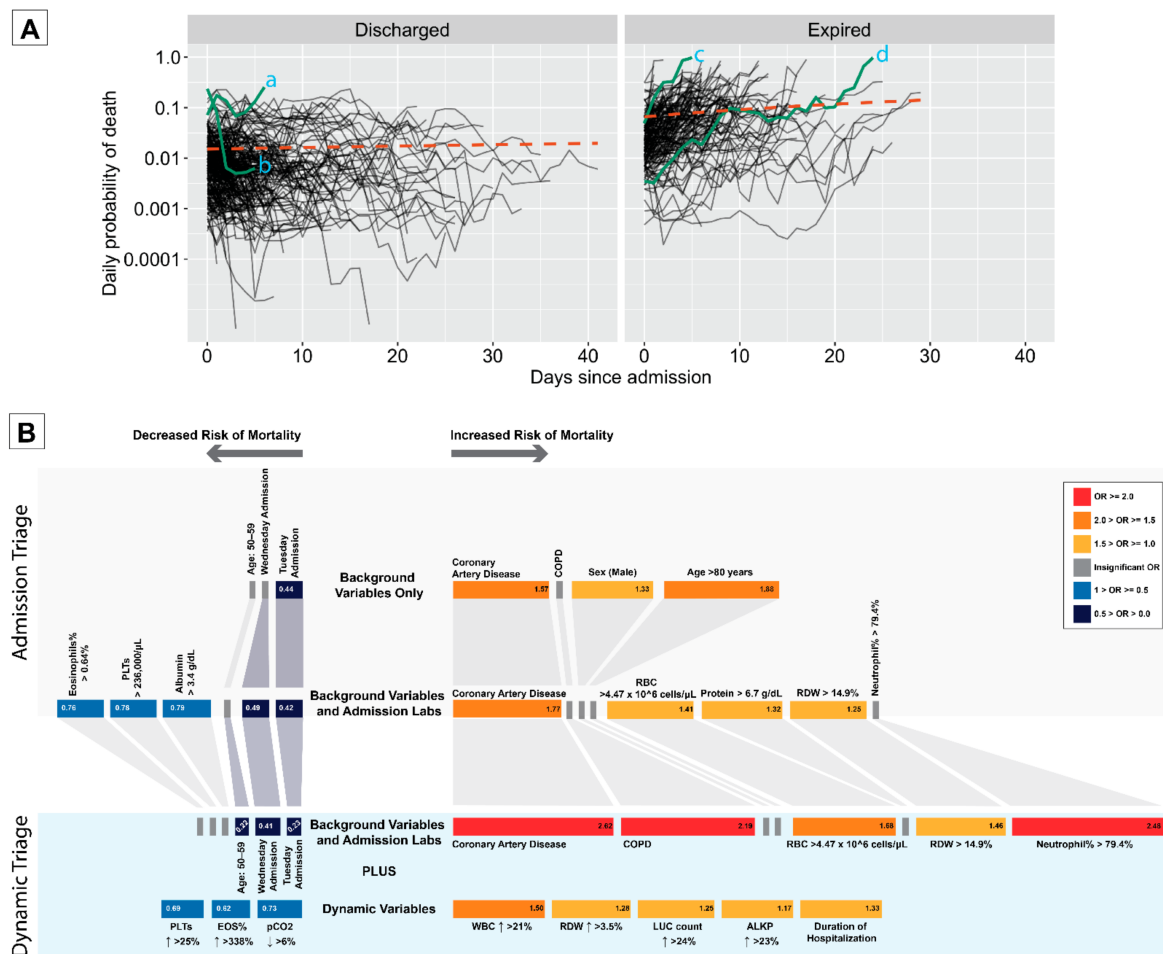 A
Discharged
Expired
Daily probability of death
1.0
0.1
0.01
0.001
0.0001
a
b
c
d
0 10 20 30 40
0 10 20 30 40
Days since admission
B
Decreased Risk of Mortality
Increased Risk of Mortality
Admission Triage
Age: 50–59
Wednesday Admission
Tuesday
Admission
0.44
Background
Variables Only
Coronary
Artery Disease
1.57
COPD
Sex (Male)
1.33
Age >80 years
1.88
OR >= 2.0
2.0 > OR >= 1.5
1.5 > OR >= 1.0
Insignificant OR
1 > OR >= 0.5
0.5 > OR > 0.0
Eosinophils%
> 0.64%
PLTs
> 236,000/μL
Albumin
> 3.4 g/dL
0.76
0.78
0.79
0.49
0.42
Background Variables
and Admission Labs
Coronary Artery Disease
1.77
RBC
>4.47 x 10^6 cells/μL
1.41
Protein > 6.7 g/dL
1.32
RDW > 14.9%
1.25
Neutrophil% > 79.4%
Dynamic Triage
0.22
0.41
0.23
Age: 50–59
Wednesday
Admission
Tuesday
Admission
Background Variables
and Admission Labs
PLUS
2.62
Coronary Artery Disease
2.19
COPD
1.68
RBC >4.47 x 10^6 cells/μL
1.46
RDW > 14.9%
2.48
Neutrophil% > 79.4%
0.69
0.62
0.73
PLTs
↑ >25%
EOS%
↑ >338%
pCO2
↓ >6%
Dynamic Variables
1.50
WBC ↑ >21%
1.28
RDW ↑ >3.5%
1.25
LUC count
↑ >24%
1.17
ALKP
↑ >23%
1.33
Duration of
Hospitalization